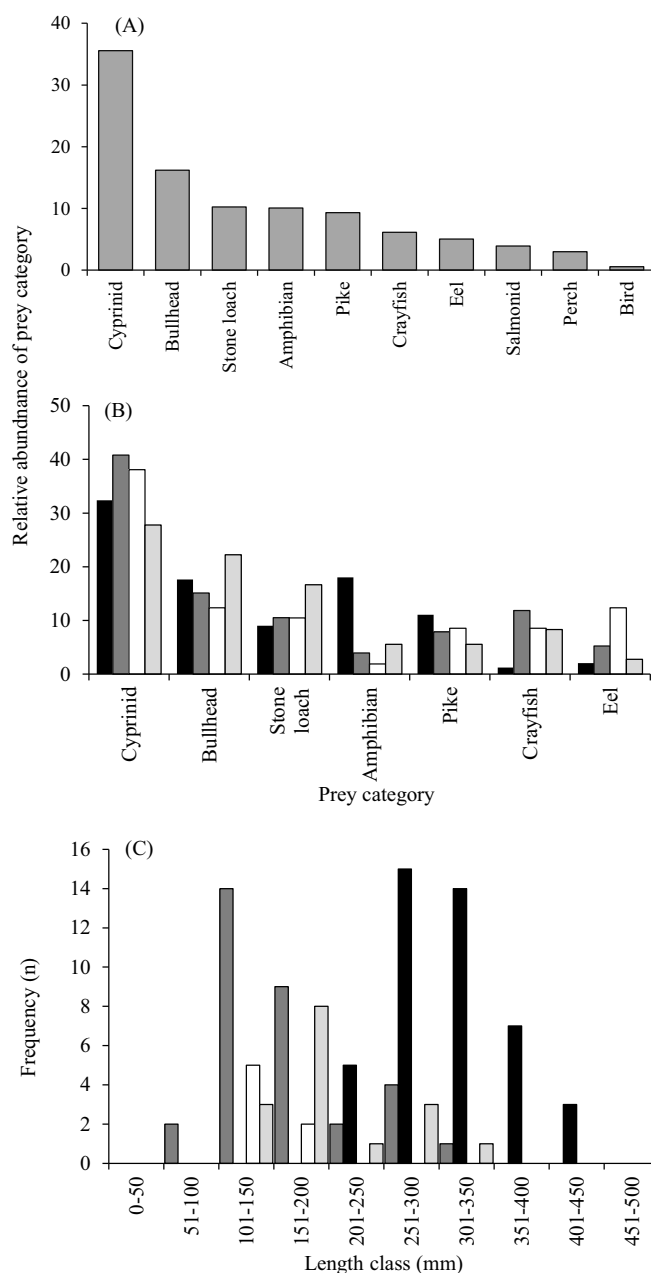 (A)
40
30
20
10
0
Cyprinid
Bullhead
Stone loach
Amphibian
Pike
Crayfish
Eel
Salmonid
Perch
Bird
Relative abundnance of prey category
(B)
50
40
30
20
10
0
Cyprinid
Bullhead
Stone
loach
Amphibian
Pike
Crayfish
Eel
Prey category
(C)
16
14
12
10
8
6
4
2
0
Frequency (n)
0-50
51-100
101-150
151-200
201-250
251-300
301-350
351-400
401-450
451-500
Length class (mm)